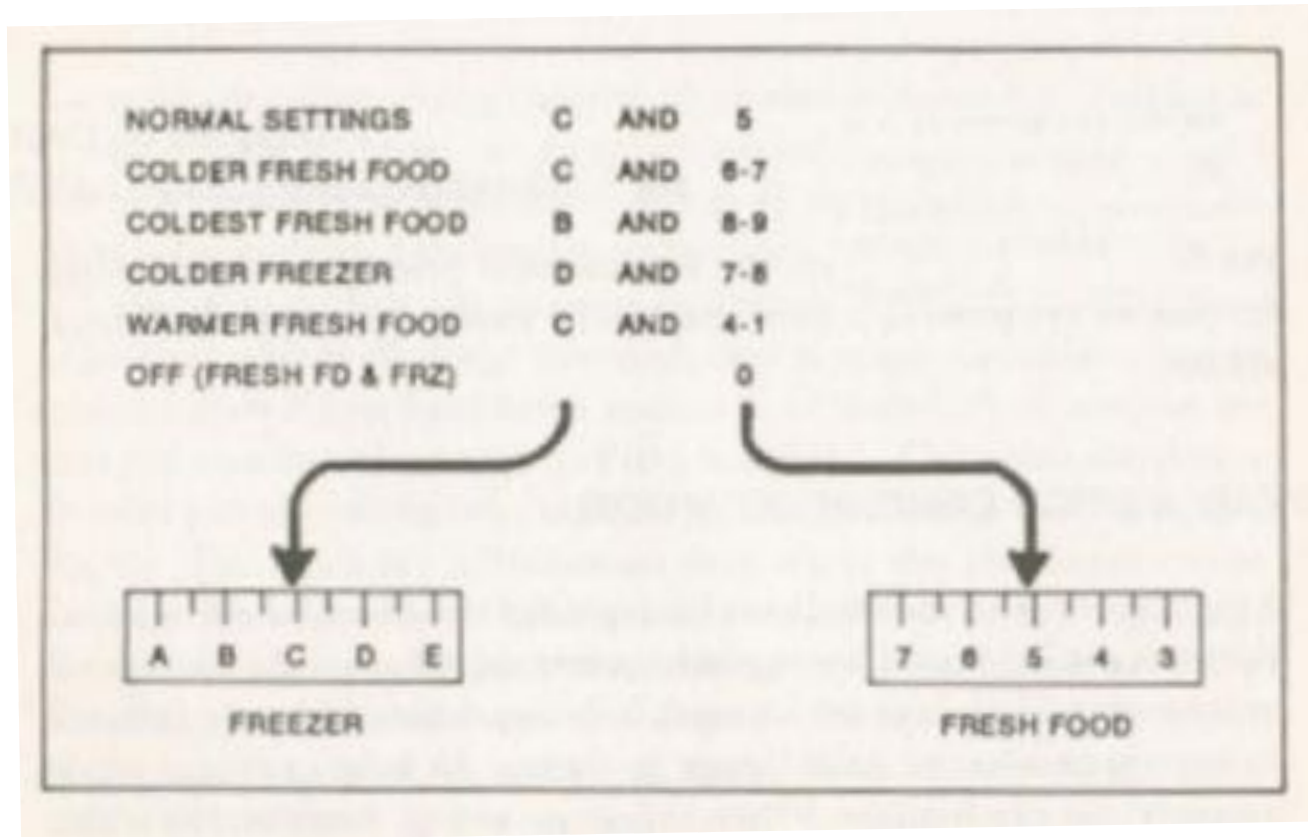 NORMAL SETTINGS C AND 5
COLDER FRESH FOOD C AND 6-7
COLDEST FRESH FOOD B AND 8-9
COLDER FREEZER D AND 7-8
WARMER FRESH FOOD C AND 4-1
OFF (FRESH FD & FRZ) 0
A B C D E
7 6 5 4 3
FREEZER
FRESH FOOD